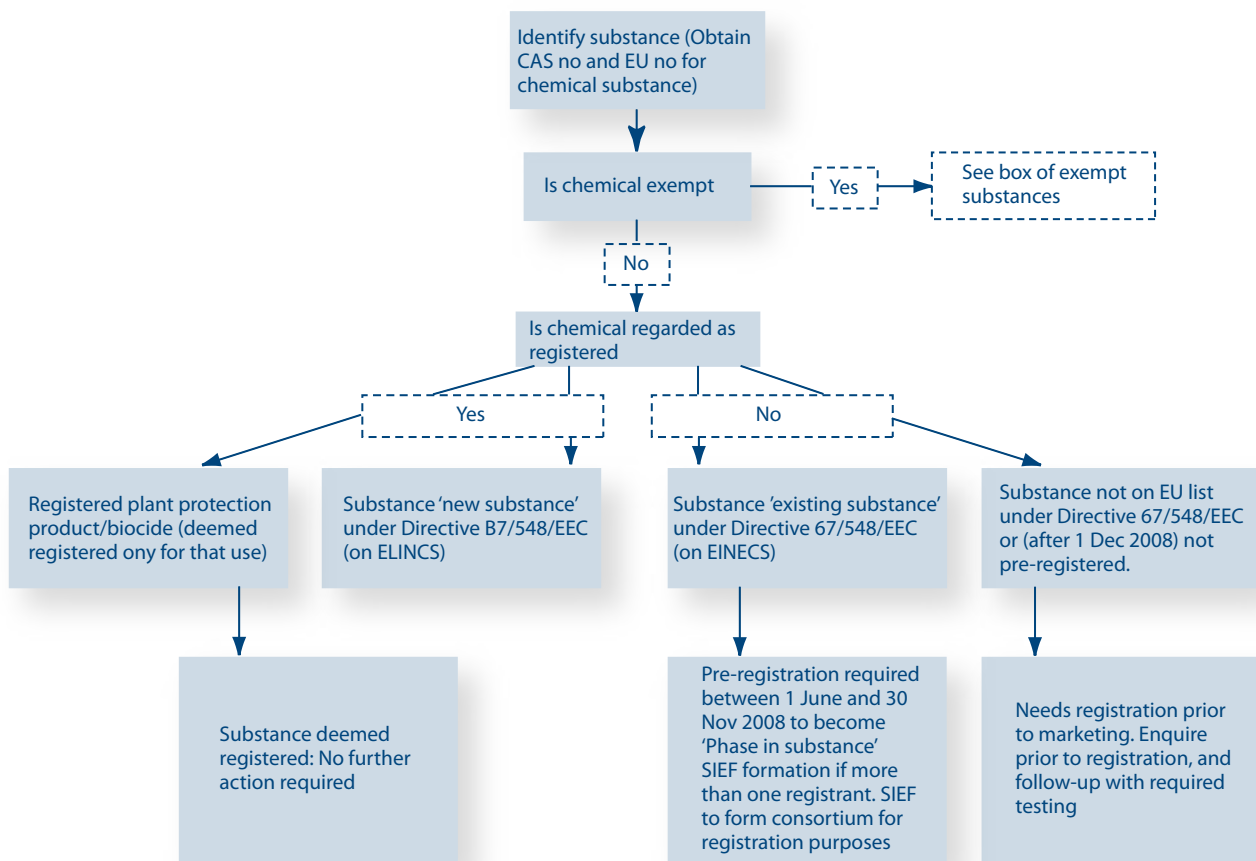 Identify substance (Obtain
CAS no and EU no for
chemical substance)
Is chemical exempt
Yes
See box of exempt
substances
No
Is chemical regarded as
registered
Yes
No
Registered plant protection
product/biocide (deemed
registered ony for that use)
Substance ‘new substance’
under Directive B7/548/EEC
(on ELINCS)
Substance ’existing substance’
under Directive 67/548/EEC
(on EINECS)
Substance not on EU list
under Directive 67/548/EEC
or (after 1 Dec 2008) not
pre-registered.
Substance deemed
registered: No further
action required
Pre-registration required
between 1 June and 30
Nov 2008 to become
‘Phase in substance’
SIEF formation if more
than one registrant. SIEF
to form consortium for
registration purposes
Needs registration prior
to marketing. Enquire
prior to registration, and
follow-up with required
testing